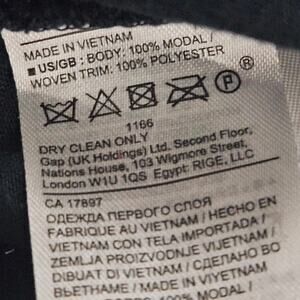 MADE IN VIETNAM /
■ US/GB : BODY: 100% MODAL /
WOVEN TRIM: 100% POLYESTER
P ®
1166
DRY CLEAN ONLY
Gap (UK Holdings) Ltd. Second Floor,
Nations House, 103 Wigmore Street,
London W1U 1QS Egypt: RIGE, LLC
CA 17897
ОДЕЖДА ПЕРВОГО СЛОЯ
FABRIQUE AU VIETNAM / HECHO EN
VIETNAM CON TELA IMPORTADA /
ZEMLJA PROIZVODNJE VIJETNAM /
DIBUAT DI VIETNAM / СДЕЛАНО ВО
ВЬЕТНАМЕ / MADE IN VIYETNAM